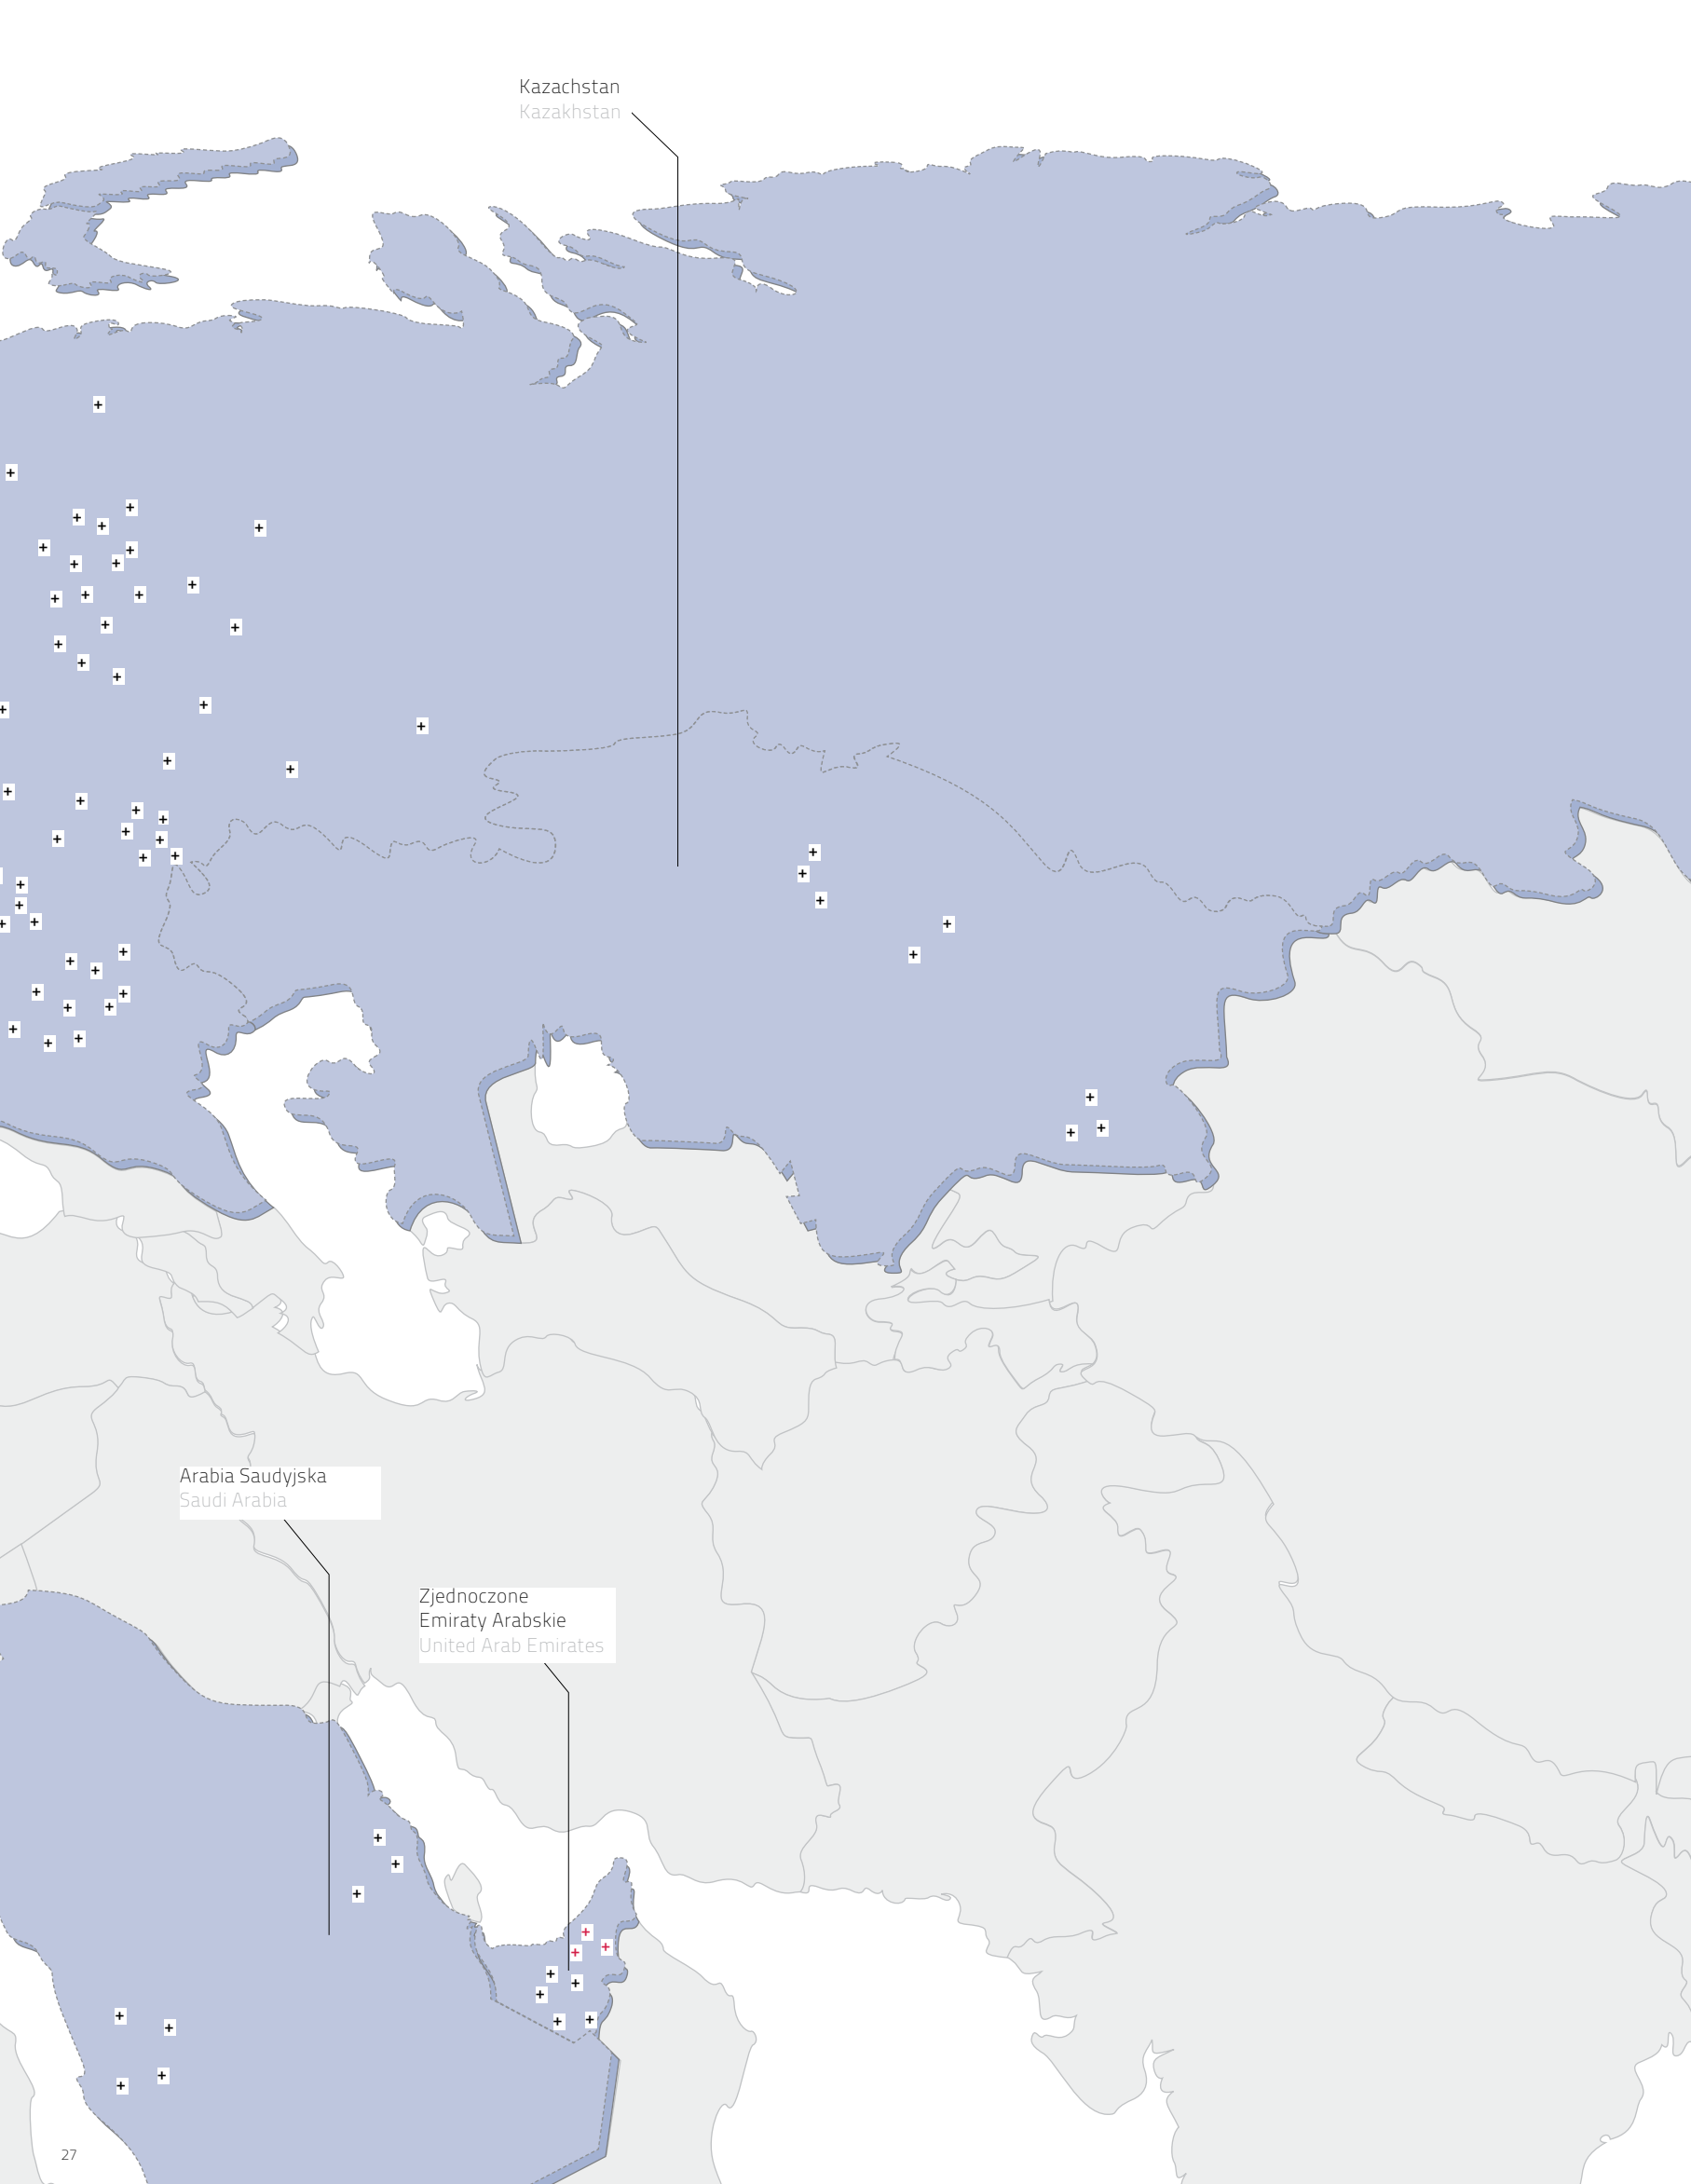 Kazachstan
Kazakhstan
Arabia Saudyjska
Saudi Arabia
Zjednoczone
Emiraty Arabskie
United Arab Emirates
27